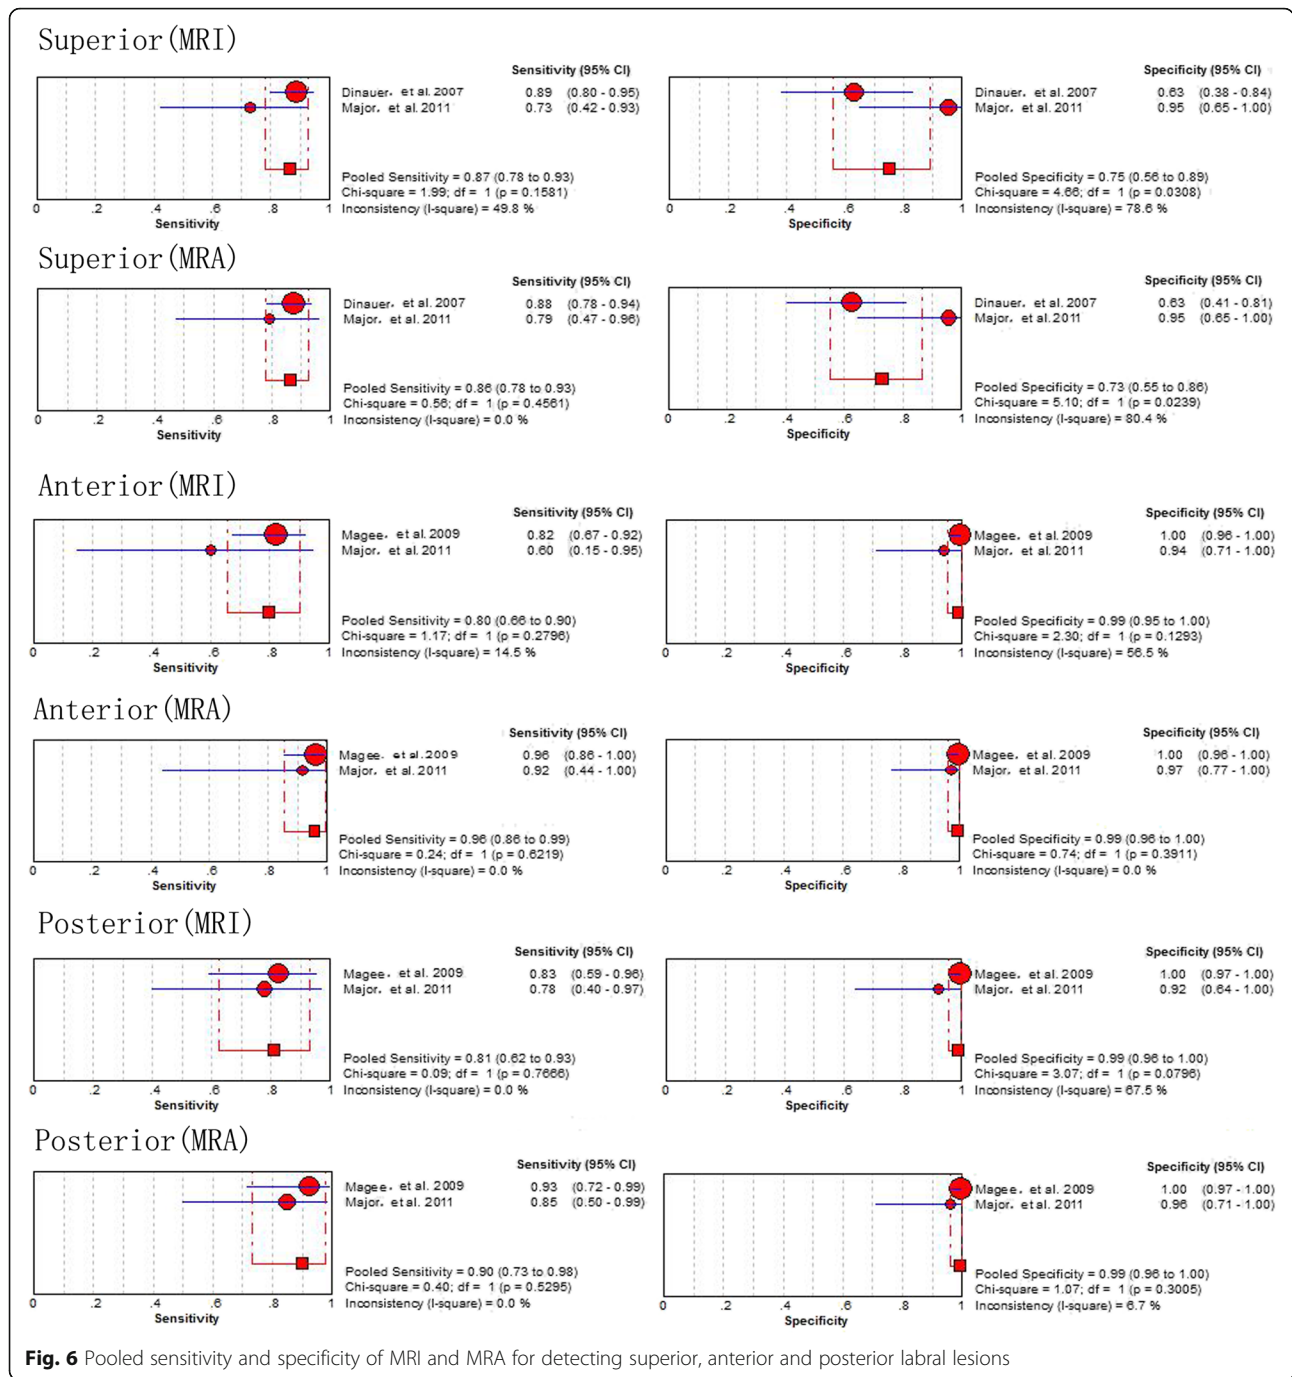 Superior(MRI)
Sensitivity (95% CI)
Dinauer. et al. 2007 0.89 (0.80 - 0.95)
Major. et al. 2011 0.73 (0.42 - 0.93)
Pooled Sensitivity = 0.87 (0.78 to 0.93)
Chi-square = 1.99; df = 1 (p = 0.1581)
Inconsistency (I-square) = 49.8 %
0 .2 .4 .6 .8 1
Sensitivity
Specificity (95% CI)
Dinauer. et al. 2007 0.63 (0.38 - 0.84)
Major. et al. 2011 0.95 (0.65 - 1.00)
Pooled Specificity = 0.75 (0.56 to 0.89)
Chi-square = 4.66; df = 1 (p = 0.0308)
Inconsistency (I-square) = 78.6 %
0 .2 .4 .6 .8 1
Specificity
Superior(MRA)
Sensitivity (95% CI)
Dinauer. et al. 2007 0.88 (0.78 - 0.94)
Major. et al. 2011 0.79 (0.47 - 0.96)
Pooled Sensitivity = 0.86 (0.78 to 0.93)
Chi-square = 0.56; df = 1 (p = 0.4561)
Inconsistency (I-square) = 0.0 %
0 .2 .4 .6 .8 1
Sensitivity
Specificity (95% CI)
Dinauer. et al. 2007 0.63 (0.41 - 0.81)
Major. et al. 2011 0.95 (0.65 - 1.00)
Pooled Specificity = 0.73 (0.55 to 0.86)
Chi-square = 5.10; df = 1 (p = 0.0239)
Inconsistency (I-square) = 80.4 %
0 .2 .4 .6 .8 1
Specificity
Anterior(MRI)
Sensitivity (95% CI)
Magee. et al. 2009 0.82 (0.67 - 0.92)
Major. et al. 2011 0.60 (0.15 - 0.95)
Pooled Sensitivity = 0.80 (0.66 to 0.90)
Chi-square = 1.17; df = 1 (p = 0.2796)
Inconsistency (I-square) = 14.5 %
0 .2 .4 .6 .8 1
Sensitivity
Specificity (95% CI)
Magee. et al. 2009 1.00 (0.96 - 1.00)
Major. et al. 2011 0.94 (0.71 - 1.00)
Pooled Specificity = 0.99 (0.95 to 1.00)
Chi-square = 2.30; df = 1 (p = 0.1293)
Inconsistency (I-square) = 56.5 %
0 .2 .4 .6 .8 1
Specificity
Anterior(MRA)
Sensitivity (95% CI)
Magee. et al. 2009 0.96 (0.86 - 1.00)
Major. et al. 2011 0.92 (0.44 - 1.00)
Pooled Sensitivity = 0.96 (0.86 to 0.99)
Chi-square = 0.24; df = 1 (p = 0.6219)
Inconsistency (I-square) = 0.0 %
0 .2 .4 .6 .8 1
Sensitivity
Specificity (95% CI)
Magee. et al. 2009 1.00 (0.96 - 1.00)
Major. et al. 2011 0.97 (0.77 - 1.00)
Pooled Specificity = 0.99 (0.96 to 1.00)
Chi-square = 0.74; df = 1 (p = 0.3911)
Inconsistency (I-square) = 0.0 %
0 .2 .4 .6 .8 1
Specificity
Posterior(MRI)
Sensitivity (95% CI)
Magee. et al. 2009 0.83 (0.59 - 0.96)
Major. et al. 2011 0.78 (0.40 - 0.97)
Pooled Sensitivity = 0.81 (0.62 to 0.93)
Chi-square = 0.09; df = 1 (p = 0.7666)
Inconsistency (I-square) = 0.0 %
0 .2 .4 .6 .8 1
Sensitivity
Specificity (95% CI)
Magee. et al. 2009 1.00 (0.97 - 1.00)
Major. et al. 2011 0.92 (0.64 - 1.00)
Pooled Specificity = 0.99 (0.96 to 1.00)
Chi-square = 3.07; df = 1 (p = 0.0796)
Inconsistency (I-square) = 67.5 %
0 .2 .4 .6 .8 1
Specificity
Posterior(MRA)
Sensitivity (95% CI)
Magee. et al. 2009 0.93 (0.72 - 0.99)
Major. et al. 2011 0.85 (0.50 - 0.99)
Pooled Sensitivity = 0.90 (0.73 to 0.98)
Chi-square = 0.40; df = 1 (p = 0.5295)
Inconsistency (I-square) = 0.0 %
0 .2 .4 .6 .8 1
Sensitivity
Specificity (95% CI)
Magee. et al. 2009 1.00 (0.97 - 1.00)
Major. et al. 2011 0.96 (0.71 - 1.00)
Pooled Specificity = 0.99 (0.96 to 1.00)
Chi-square = 1.07; df = 1 (p = 0.3005)
Inconsistency (I-square) = 6.7 %
0 .2 .4 .6 .8 1
Specificity
Fig. 6 Pooled sensitivity and specificity of MRI and MRA for detecting superior, anterior and posterior labral lesions